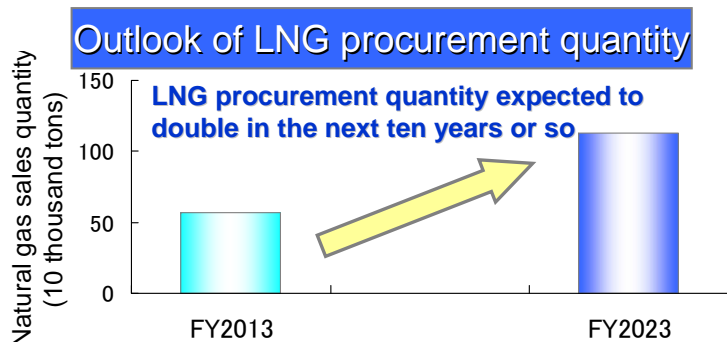 Outlook of LNG procurement quantity
Natural gas sales quantity
(10 thousand tons)
150
100
50
0
LNG procurement quantity expected to
double in the next ten years or so
FY2013
FY2023